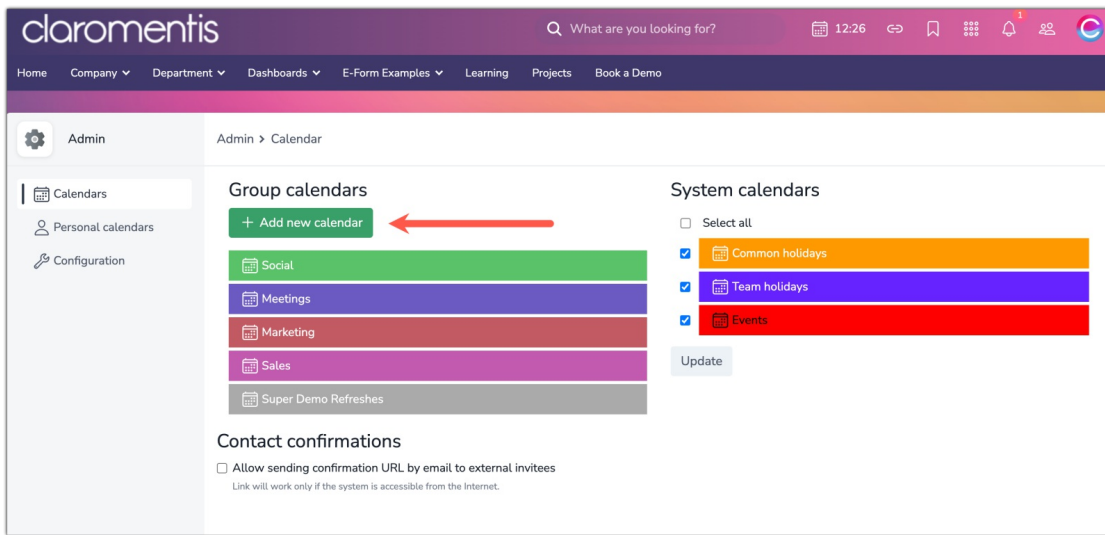 claromentis
What are you looking for?
12:26
1
Home Company Department Dashboards E-Form Examples Learning Projects Book a Demo
Admin
Admin > Calendar
Calendars
Personal calendars
Configuration
Group calendars
+ Add new calendar
Social
Meetings
Marketing
Sales
Super Demo Refreshes
System calendars
Select all
Common holidays
Team holidays
Events
Update
Contact confirmations
Allow sending confirmation URL by email to external invitees
Link will work only if the system is accessible from the Internet.